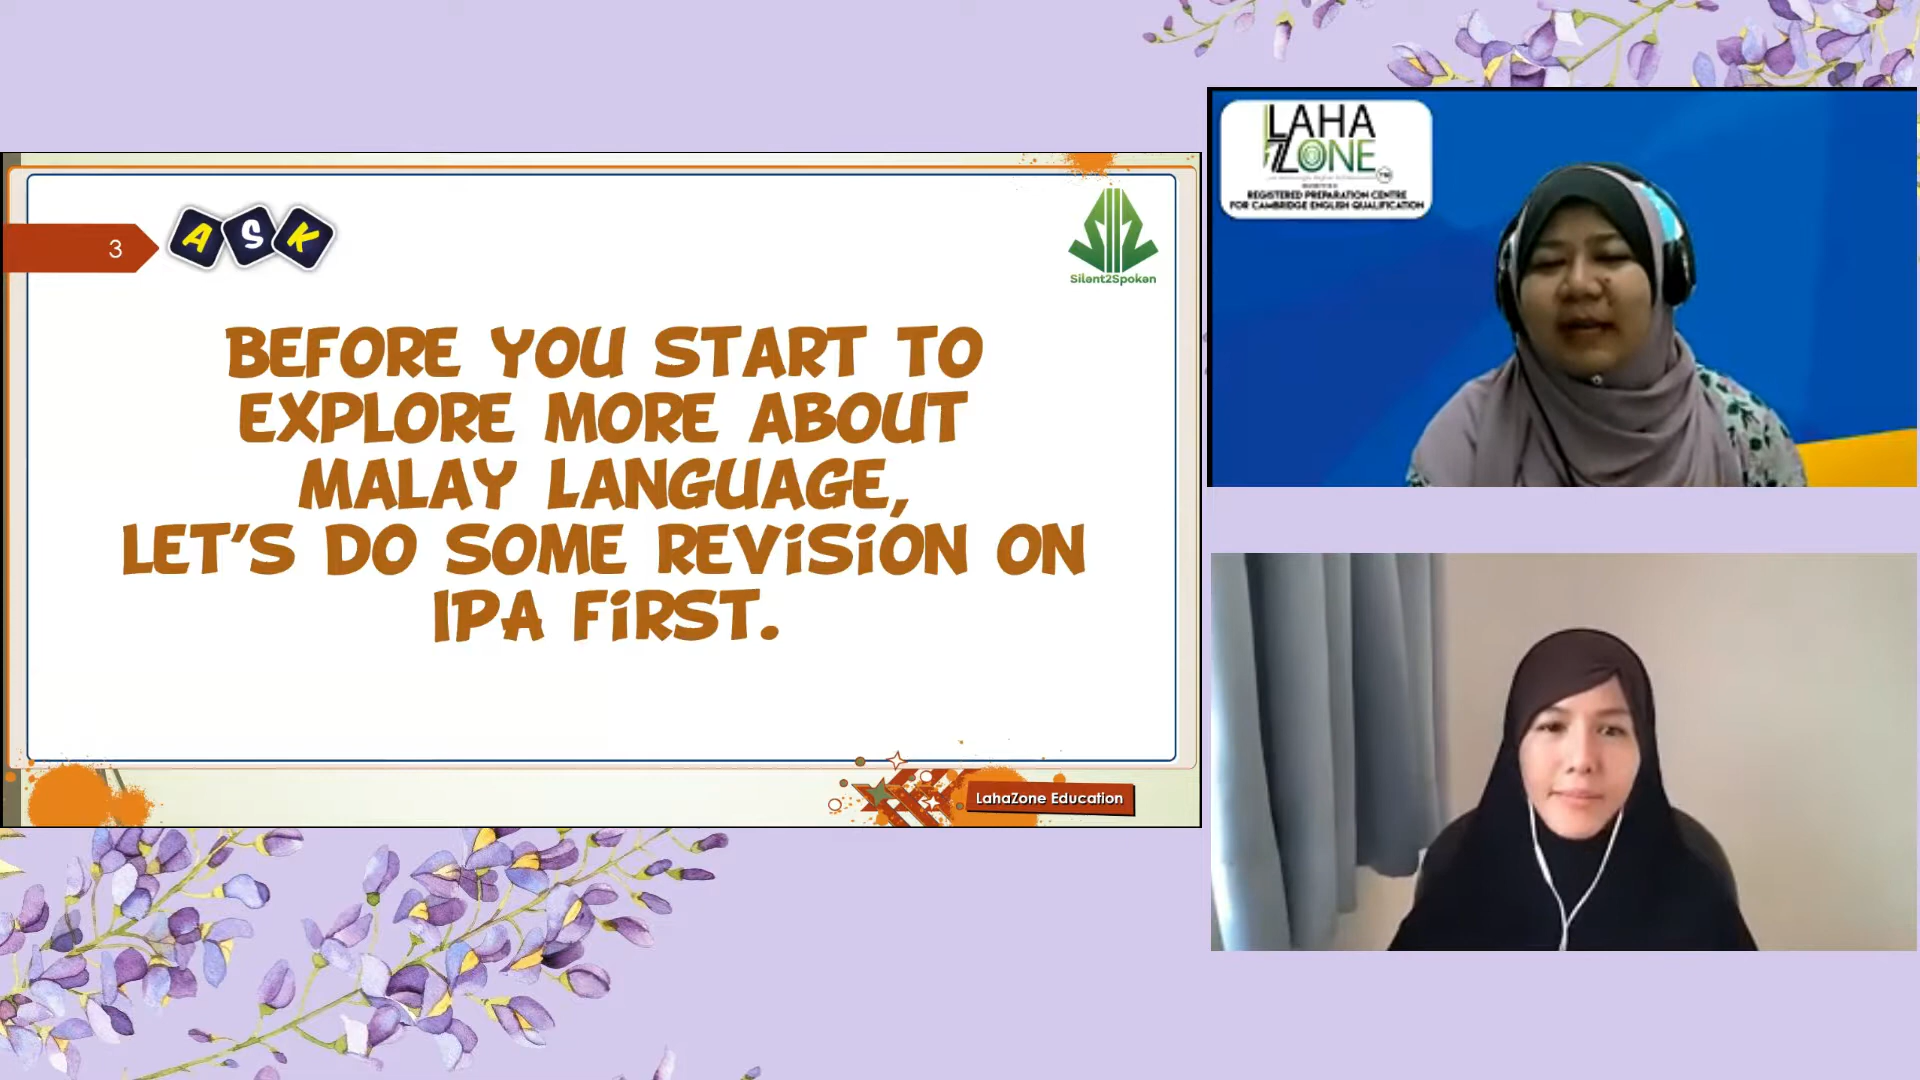 3
ASK
Silent2Spoken
BEFORE YOU START TO
EXPLORE MORE ABOUT
MALAY LANGUAGE,
LET'S DO SOME REVISION ON
IPA FIRST.
LahaZone Education
LAHA
ZONE
REGISTERED PREPARATION CENTRE
FOR CAMBRIDGE ENGLISH QUALIFICATION